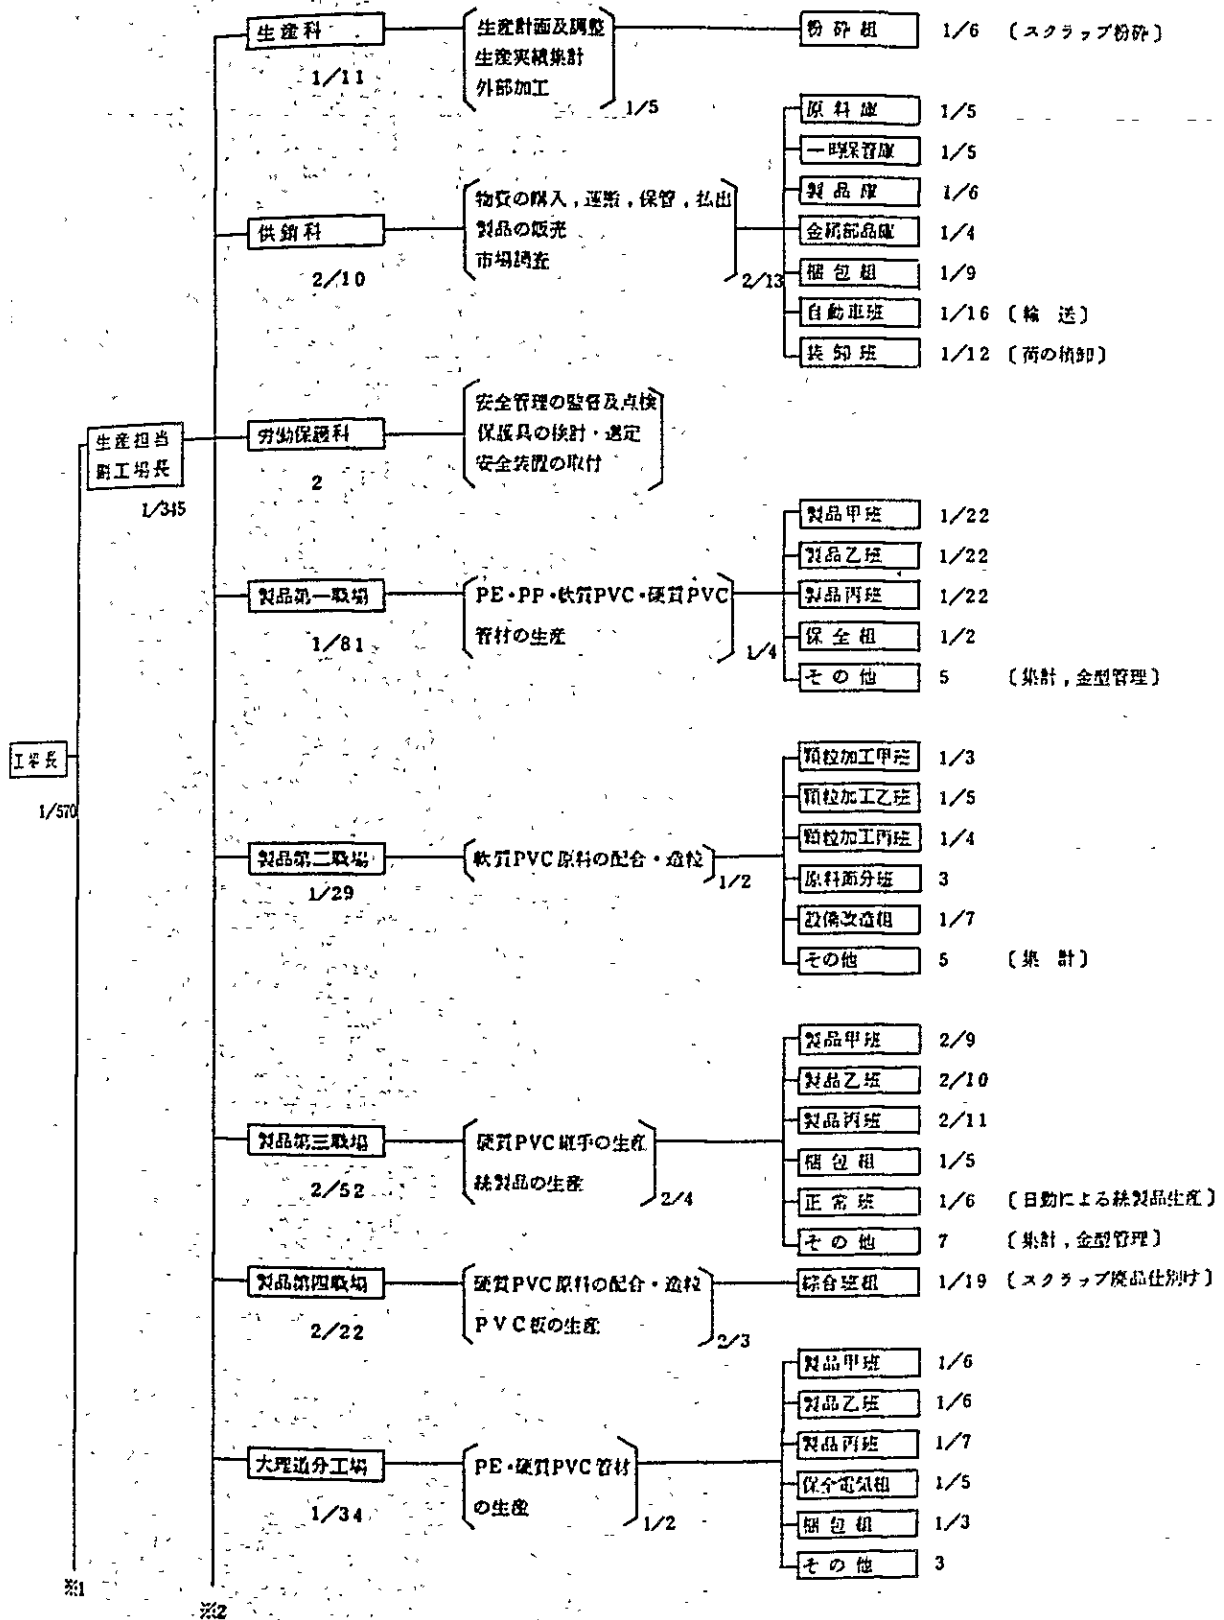 生産科
1/11
生産計画及調整
生産実績集計
外部加工
1/5
粉砕組 1/6 〔スクラップ粉砕〕
供銷科
2/10
物資の購入,運搬,保管,払出
製品の販売
市場調査
2/13
原料庫 1/5
一時保管庫 1/5
製品庫 1/6
金属部品庫 1/4
梱包組 1/9
自動車班 1/16 〔輸送〕
装卸班 1/12 〔荷の積卸〕
工場長
1/570
生産担当
副工場長
1/345
労働保護科
2
安全管理の監督及点検
保護具の検討・選定
安全装置の取付
製品第一職場
1/81
PE・PP・軟質PVC・硬質PVC
管材の生産
1/4
製品甲班 1/22
製品乙班 1/22
製品丙班 1/22
保全組 1/2
その他 5 〔集計,金型管理〕
製品第二職場
1/29
軟質PVC原料の配合・造粒
1/2
顆粒加工甲班 1/3
顆粒加工乙班 1/5
顆粒加工丙班 1/4
原料篩分班 3
設備改造組 1/7
その他 5 〔集計〕
製品第三職場
2/52
硬質PVC継手の生産
続製品の生産
2/4
製品甲班 2/9
製品乙班 2/10
製品丙班 2/11
梱包組 1/5
正常班 1/6 〔日勤による続製品生産〕
その他 7 〔集計,金型管理〕
製品第四職場
2/22
硬質PVC原料の配合・造粒
PVC板の生産
2/3
綜合班組 1/19 〔スクラップ廃品仕別け〕
大理道分工場
1/34
PE・硬質PVC管材
の生産
1/2
製品甲班 1/6
製品乙班 1/6
製品丙班 1/7
保全電気組 1/5
梱包組 1/3
その他 3
※1
※2